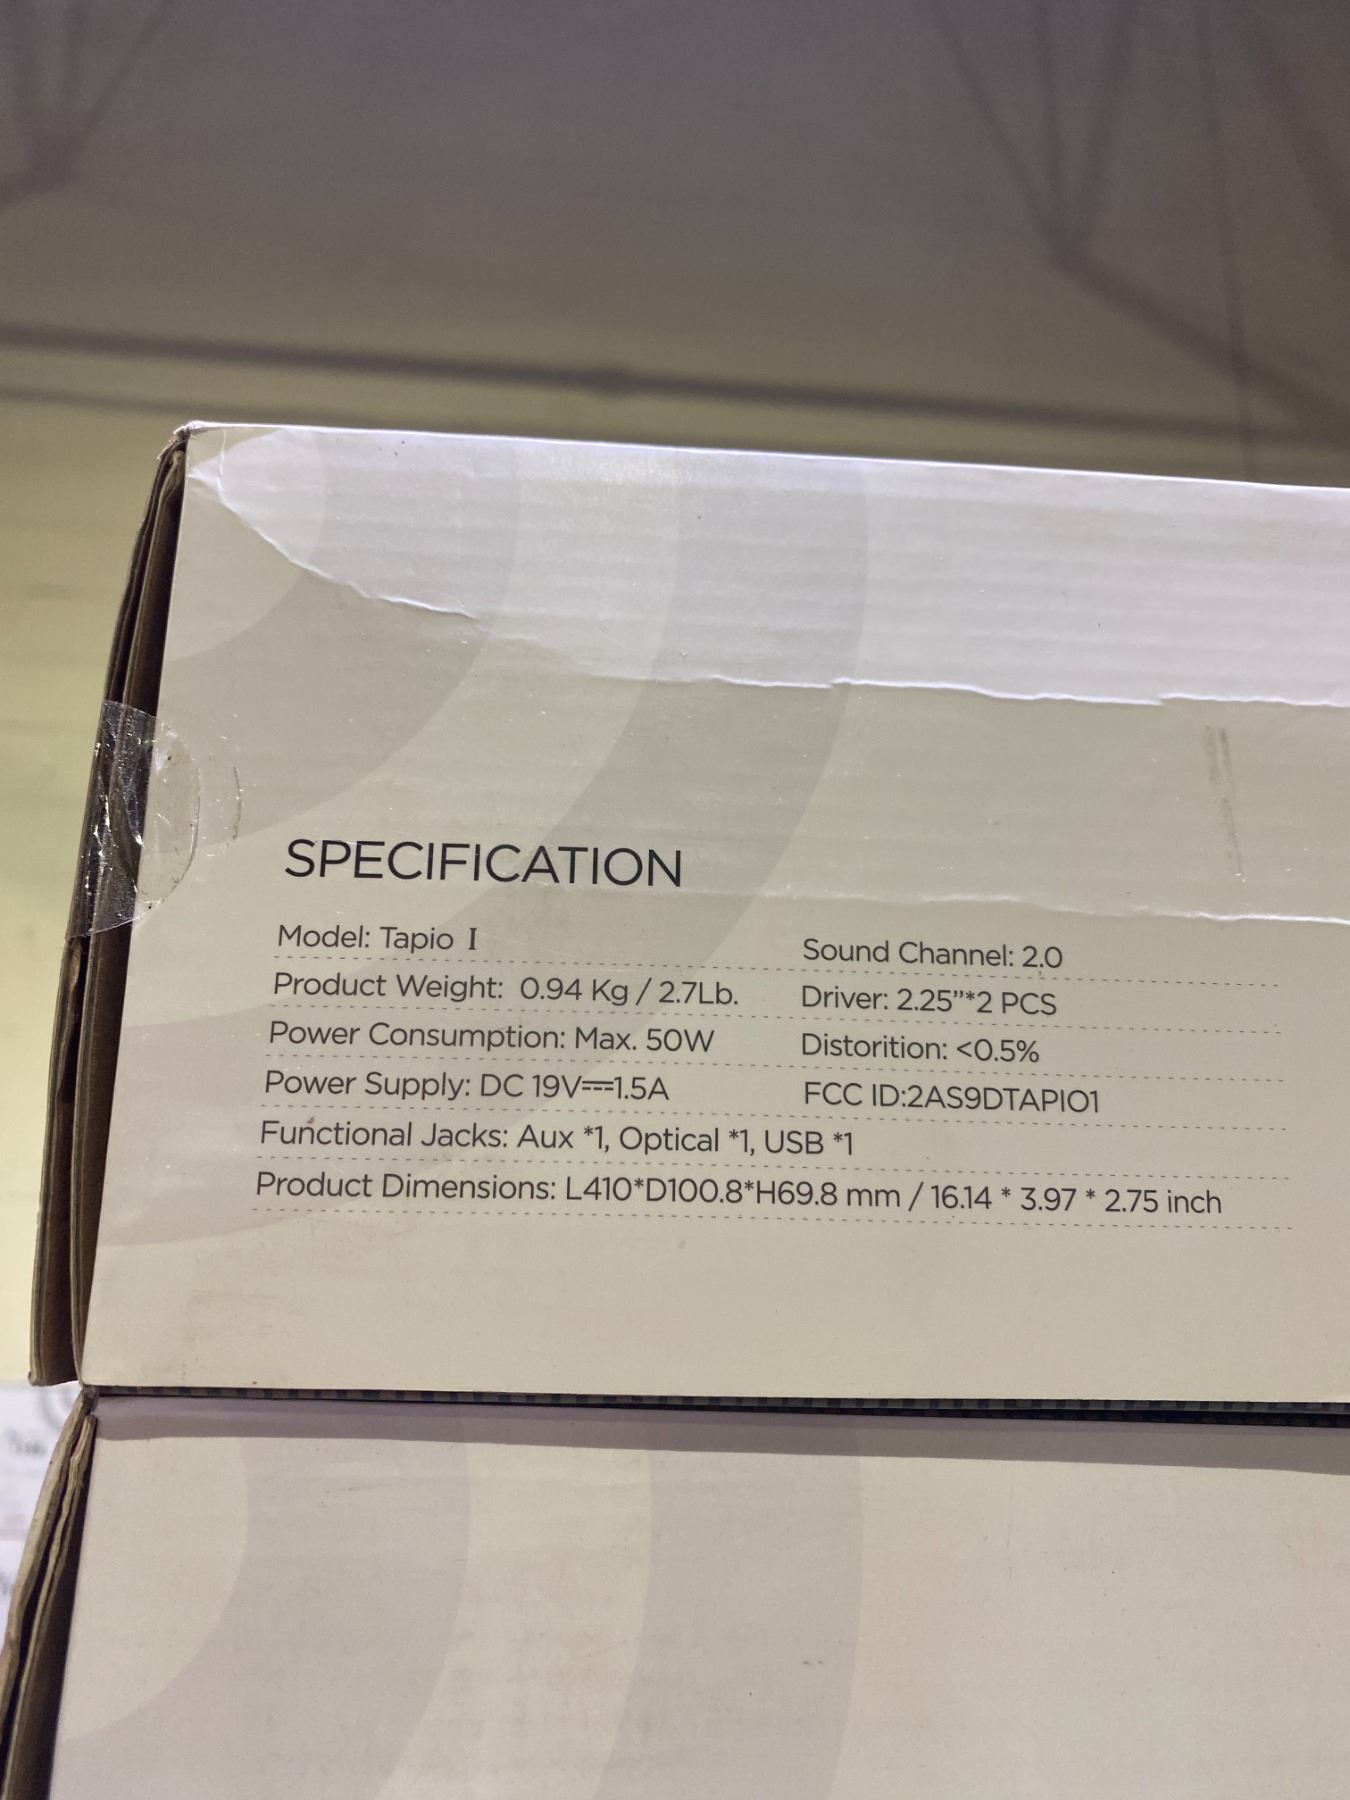 SPECIFICATION
Model: Tapio I
Sound Channel: 2.0
Product Weight: 0.94 Kg / 2.7Lb.
Driver: 2.25”*2 PCS
Power Consumption: Max. 50W
Distorition: <0.5%
Power Supply: DC 19V⎓1.5A
FCC ID:2AS9DTAPIO1
Functional Jacks: Aux *1, Optical *1, USB *1
Product Dimensions: L410*D100.8*H69.8 mm / 16.14 * 3.97 * 2.75 inch